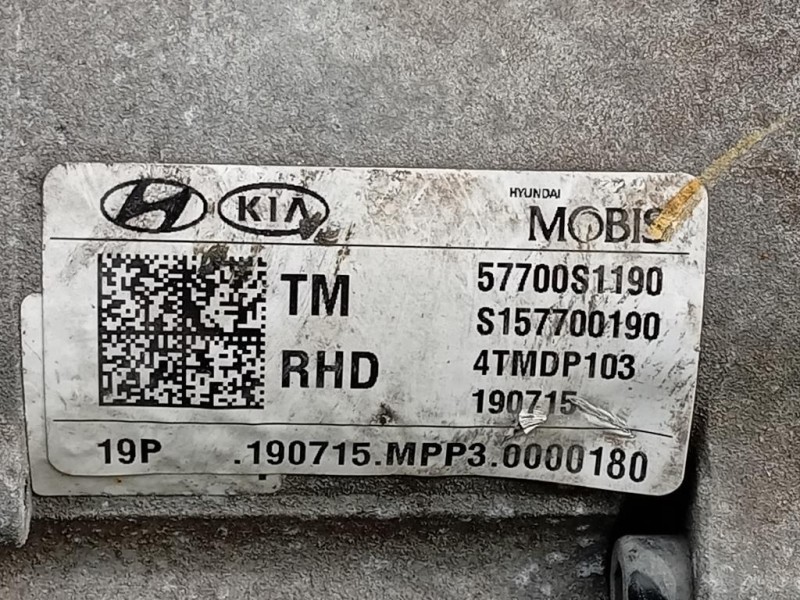 KIA
HYUNDAI
MOBIS
TM
57700S1190
S157700190
RHD
4TMDP103
190715
19P .190715.MPP3.0000180